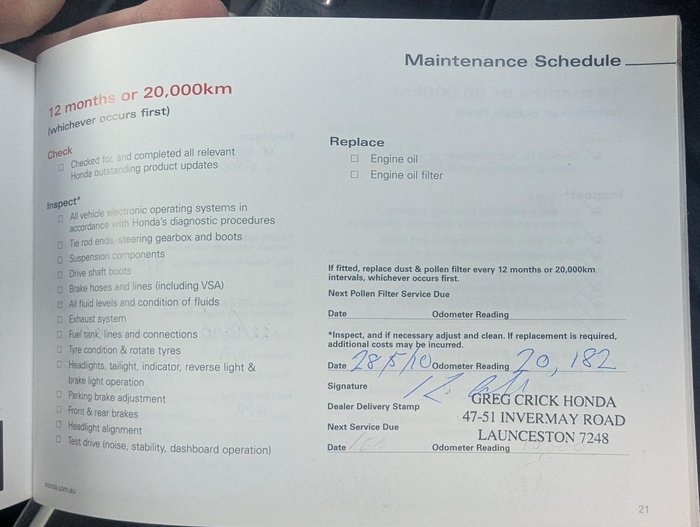 Maintenance Schedule
12 months or 20,000km
(whichever occurs first)
Check
Checked for, and completed all relevant
Honda outstanding product updates
Inspect*
All vehicle electronic operating systems in
accordance with Honda's diagnostic procedures
Tie rod ends, steering gearbox and boots
Suspension components
Drive shaft boots
Brake hoses and lines (including VSA)
All fluid levels and condition of fluids
Exhaust system
Fuel tank, lines and connections
Tyre condition & rotate tyres
Headlights, tailight, indicator, reverse light &
brake light operation
Parking brake adjustment
Front & rear brakes
Headlight alignment
Test drive (noise, stability, dashboard operation)
Replace
Engine oil
Engine oil filter
If fitted, replace dust & pollen filter every 12 months or 20,000km
intervals, whichever occurs first.
Next Pollen Filter Service Due
Date Odometer Reading
*Inspect, and if necessary adjust and clean. If replacement is required,
additional costs may be incurred.
Date 28/5/10 Odometer Reading 20,182
Signature
Dealer Delivery Stamp
GREG CRICK HONDA
47-51 INVERMAY ROAD
LAUNCESTON 7248
Next Service Due
Date Odometer Reading
honda.com.au
21